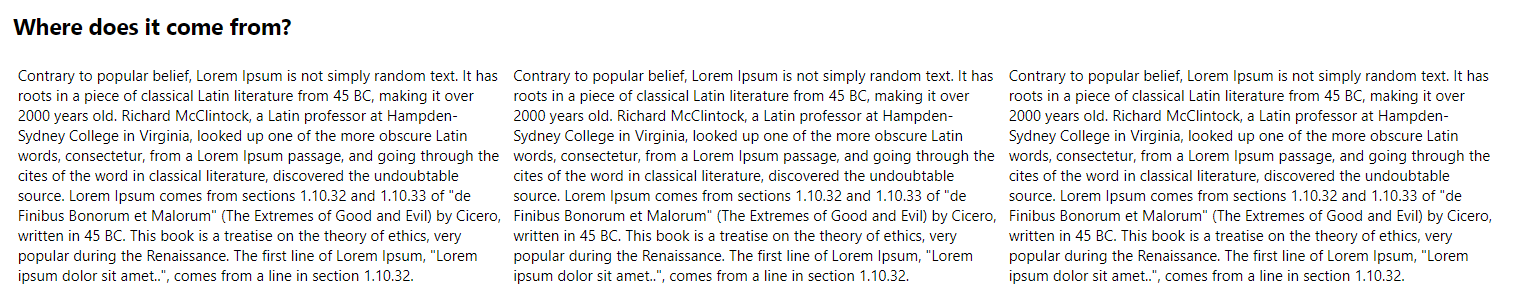 Where does it come from?
Contrary to popular belief, Lorem Ipsum is not simply random text. It has
roots in a piece of classical Latin literature from 45 BC, making it over
2000 years old. Richard McClintock, a Latin professor at Hampden-
Sydney College in Virginia, looked up one of the more obscure Latin
words, consectetur, from a Lorem Ipsum passage, and going through the
cites of the word in classical literature, discovered the undoubtable
source. Lorem Ipsum comes from sections 1.10.32 and 1.10.33 of "de
Finibus Bonorum et Malorum" (The Extremes of Good and Evil) by Cicero,
written in 45 BC. This book is a treatise on the theory of ethics, very
popular during the Renaissance. The first line of Lorem Ipsum, "Lorem
ipsum dolor sit amet..", comes from a line in section 1.10.32.
Contrary to popular belief, Lorem Ipsum is not simply random text. It has
roots in a piece of classical Latin literature from 45 BC, making it over
2000 years old. Richard McClintock, a Latin professor at Hampden-
Sydney College in Virginia, looked up one of the more obscure Latin
words, consectetur, from a Lorem Ipsum passage, and going through the
cites of the word in classical literature, discovered the undoubtable
source. Lorem Ipsum comes from sections 1.10.32 and 1.10.33 of "de
Finibus Bonorum et Malorum" (The Extremes of Good and Evil) by Cicero,
written in 45 BC. This book is a treatise on the theory of ethics, very
popular during the Renaissance. The first line of Lorem Ipsum, "Lorem
ipsum dolor sit amet..", comes from a line in section 1.10.32.
Contrary to popular belief, Lorem Ipsum is not simply random text. It has
roots in a piece of classical Latin literature from 45 BC, making it over
2000 years old. Richard McClintock, a Latin professor at Hampden-
Sydney College in Virginia, looked up one of the more obscure Latin
words, consectetur, from a Lorem Ipsum passage, and going through the
cites of the word in classical literature, discovered the undoubtable
source. Lorem Ipsum comes from sections 1.10.32 and 1.10.33 of "de
Finibus Bonorum et Malorum" (The Extremes of Good and Evil) by Cicero,
written in 45 BC. This book is a treatise on the theory of ethics, very
popular during the Renaissance. The first line of Lorem Ipsum, "Lorem
ipsum dolor sit amet..", comes from a line in section 1.10.32.